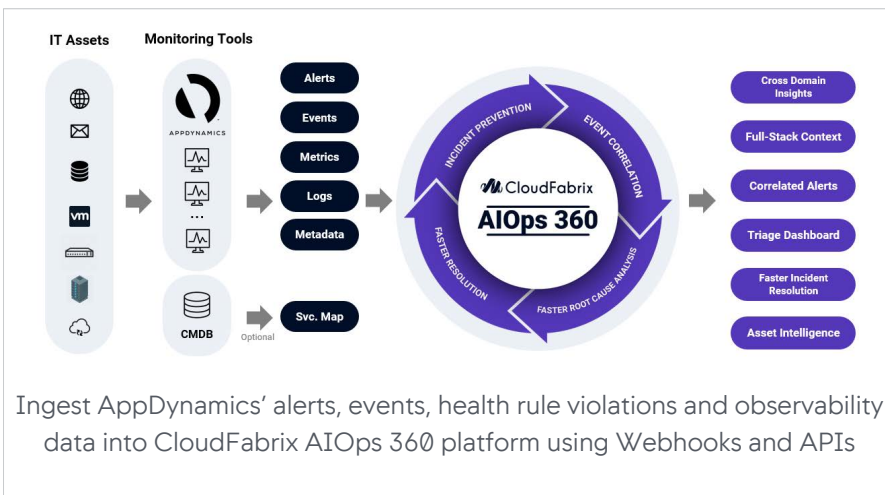 IT Assets
Monitoring Tools
vm
APPDYNAMICS
...
CMDB
Optional
Alerts
Events
Metrics
Logs
Metadata
Svc. Map
INCIDENT PREVENTION
EVENT CORRELATION
FASTER ROOT CAUSE ANALYSIS
FASTER RESOLUTION
CloudFabrix
AIOps 360
Cross Domain
Insights
Full-Stack Context
Correlated Alerts
Triage Dashboard
Faster Incident
Resolution
Asset Intelligence
Ingest AppDynamics’ alerts, events, health rule violations and observability
data into CloudFabrix AIOps 360 platform using Webhooks and APIs